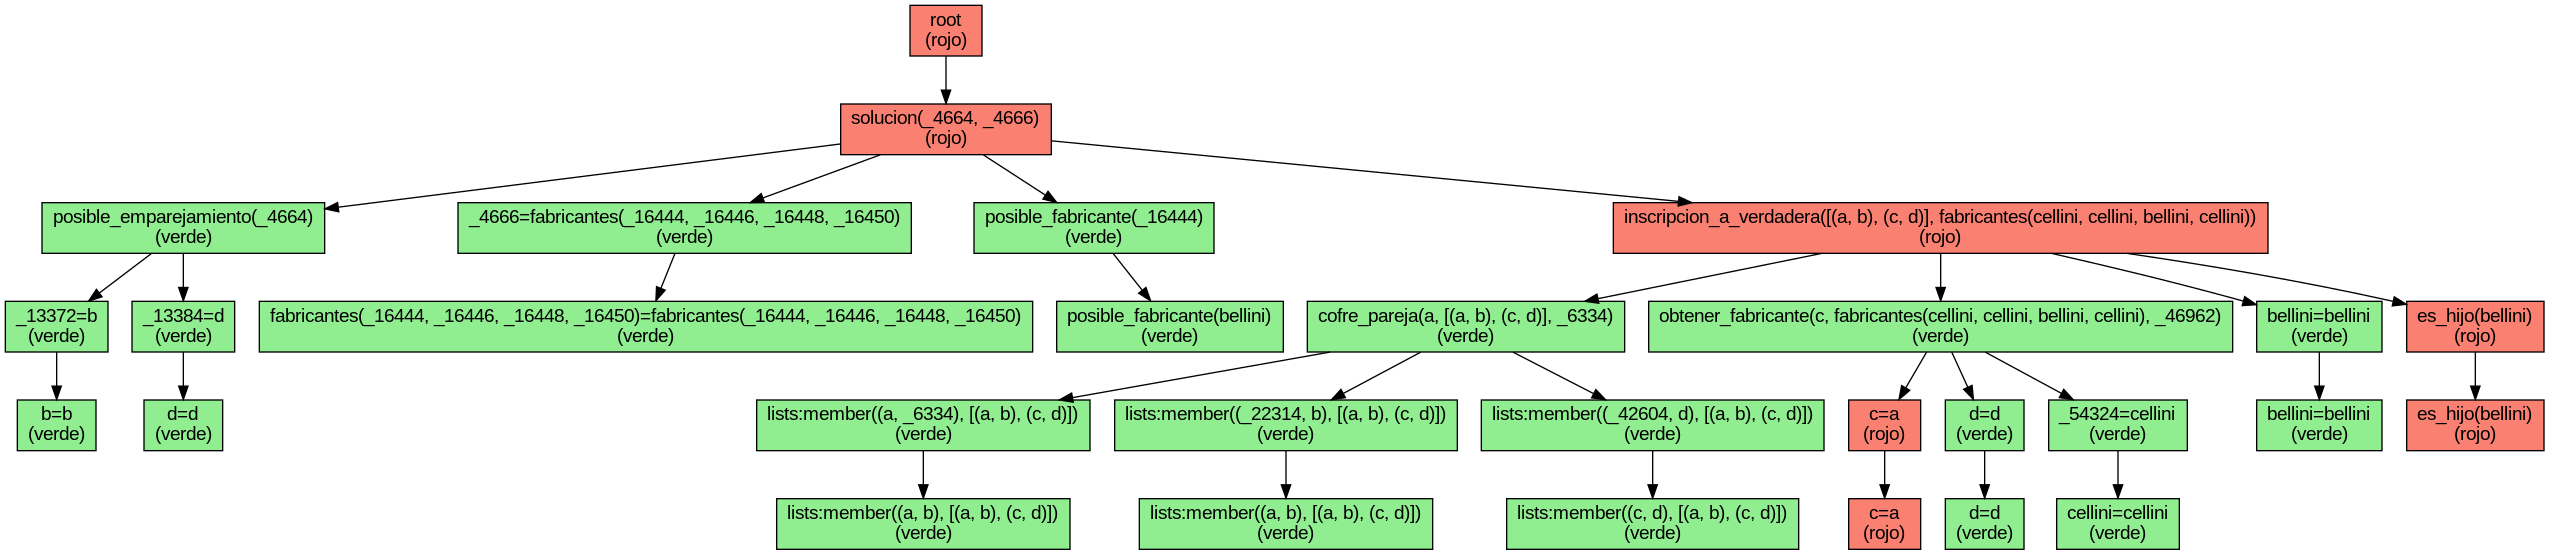 root
(rojo)
solucion(_4664, _4666)
(rojo)
posible_emparejamiento(_4664)
(verde)
_4666=fabricantes(_16444, _16446, _16448, _16450)
(verde)
posible_fabricante(_16444)
(verde)
inscripcion_a_verdadera([(a, b), (c, d)], fabricantes(cellini, cellini, bellini, cellini))
(rojo)
_13372=b
(verde)
_13384=d
(verde)
fabricantes(_16444, _16446, _16448, _16450)=fabricantes(_16444, _16446, _16448, _16450)
(verde)
posible_fabricante(bellini)
(verde)
cofre_pareja(a, [(a, b), (c, d)], _6334)
(verde)
obtener_fabricante(c, fabricantes(cellini, cellini, bellini, cellini), _46962)
(verde)
bellini=bellini
(verde)
es_hijo(bellini)
(rojo)
b=b
(verde)
d=d
(verde)
lists:member((a, _6334), [(a, b), (c, d)])
(verde)
lists:member((_22314, b), [(a, b), (c, d)])
(verde)
lists:member((_42604, d), [(a, b), (c, d)])
(verde)
c=a
(rojo)
d=d
(verde)
_54324=cellini
(verde)
bellini=bellini
(verde)
es_hijo(bellini)
(rojo)
lists:member((a, b), [(a, b), (c, d)])
(verde)
lists:member((a, b), [(a, b), (c, d)])
(verde)
lists:member((c, d), [(a, b), (c, d)])
(verde)
c=a
(rojo)
d=d
(verde)
cellini=cellini
(verde)